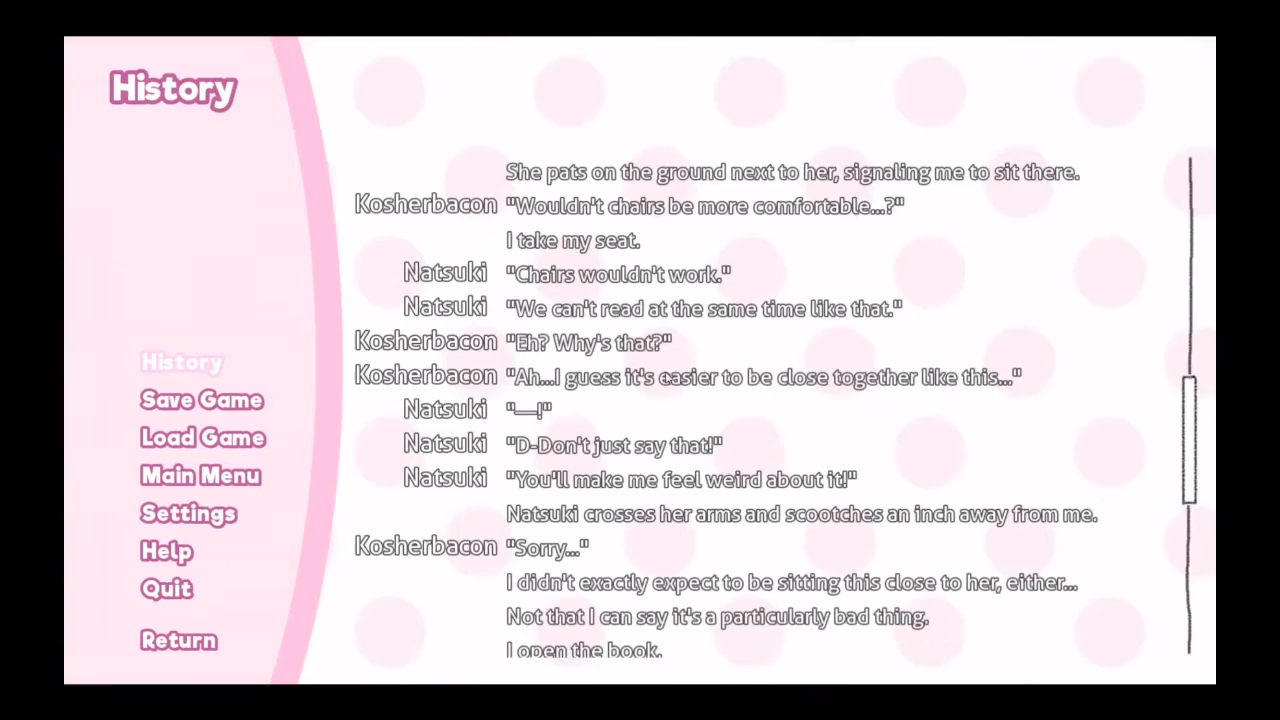 History
She pats on the ground next to her, signaling me to sit there.
Kosherbacon "Wouldn't chairs be more comfortable...?"
I take my seat.
Natsuki "Chairs wouldn't work."
Natsuki "We can't read at the same time like that."
Kosherbacon "Eh? Why's that?"
Kosherbacon "Ah...I guess it's easier to be close together like this..."
Natsuki "—!"
Natsuki "D-Don't just say that!"
Natsuki "You'll make me feel weird about it!"
Natsuki crosses her arms and scootches an inch away from me.
Kosherbacon "Sorry..."
I didn't exactly expect to be sitting this close to her, either...
Not that I can say it's a particularly bad thing.
I open the book.
History
Save Game
Load Game
Main Menu
Settings
Help
Quit
Return